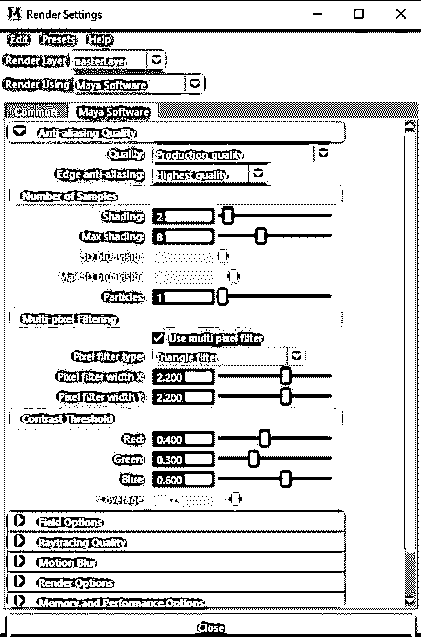 Render Settings
Edit Presets Help
Render Layer masterLayer
Render Using Maya Software
Common Maya Software
Anti-aliasing Quality
Quality: Production quality
Edge anti-aliasing: Highest quality
Number of Samples
Shading: 2
Max shading: 8
3D blur visib.:
Max 3D blur visib.:
Particles: 1
Multi pixel Filtering
Use multi pixel filter
Pixel filter type: Triangle filter
Pixel filter width X: 2.200
Pixel filter width Y: 2.200
Contrast Threshold
Red: 0.400
Green: 0.300
Blue: 0.600
Coverage:
Field Options
Raytracing Quality
Motion Blur
Render Options
Memory and Performance Options
Close